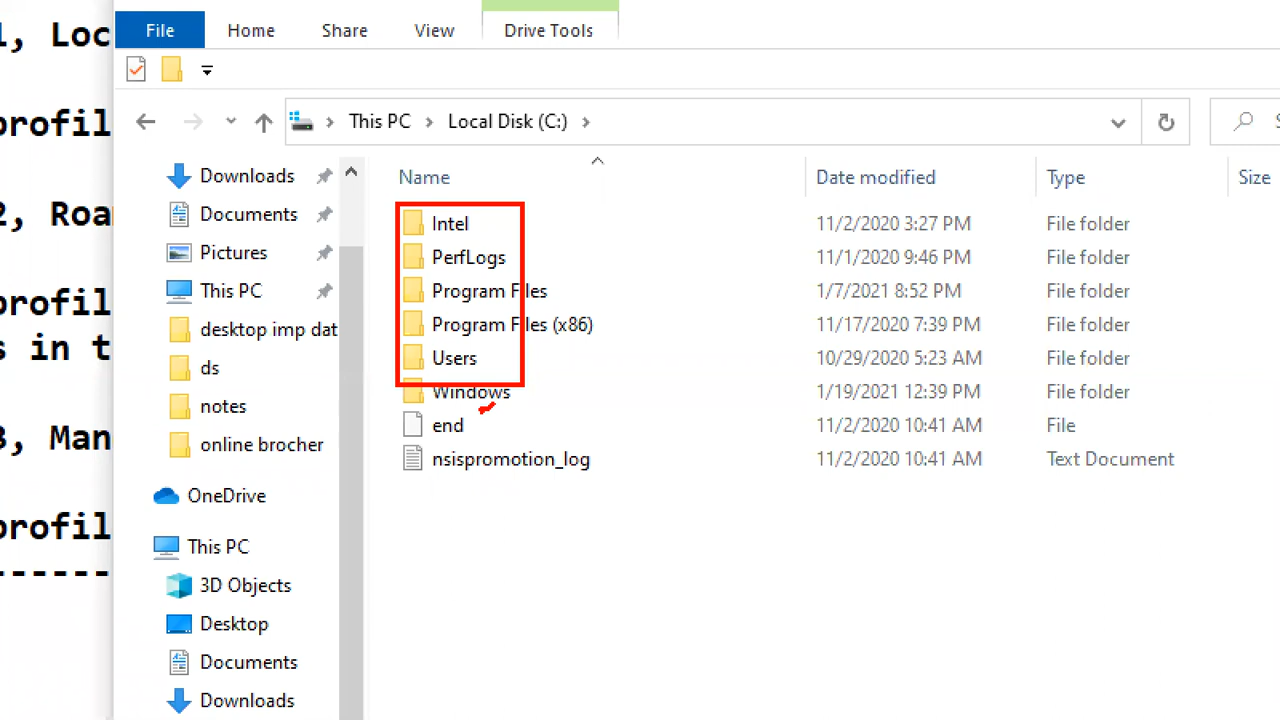 1, Loc
profil
2, Roa
profil
s in t
3, Man
profil
-------
File Home Share View Drive Tools
This PC Local Disk (C:)
Downloads
Documents
Pictures
This PC
desktop imp dat
ds
notes
online brocher
OneDrive
This PC
3D Objects
Desktop
Documents
Downloads
Name Date modified Type Size
Intel 11/2/2020 3:27 PM File folder
PerfLogs 11/1/2020 9:46 PM File folder
Program Files 1/7/2021 8:52 PM File folder
Program Files (x86) 11/17/2020 7:39 PM File folder
Users 10/29/2020 5:23 AM File folder
Windows 1/19/2021 12:39 PM File folder
end 11/2/2020 10:41 AM File
nsispromotion_log 11/2/2020 10:41 AM Text Document